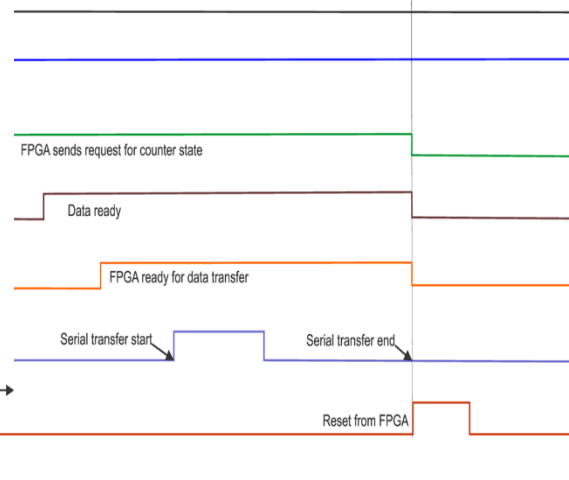 FPGA sends request for counter state
Data ready
FPGA ready for data transfer
Serial transfer start
Serial transfer end
Reset from FPGA